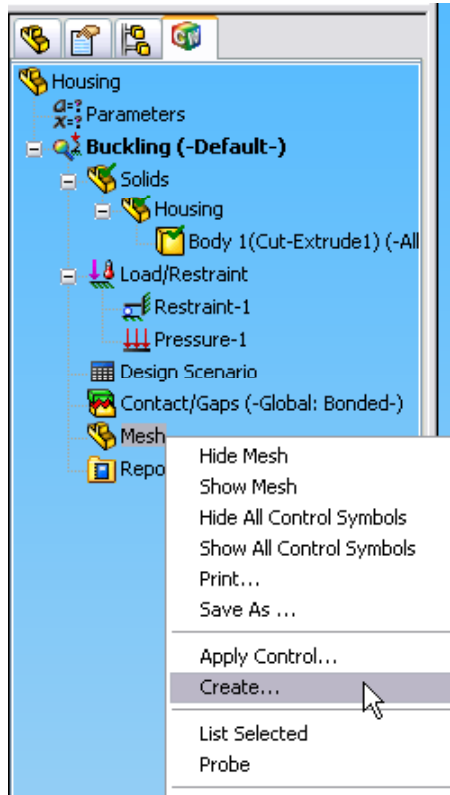 Housing
a=?
x=? Parameters
Buckling (-Default-)
Solids
Housing
Body 1(Cut-Extrude1) (-All
Load/Restraint
Restraint-1
Pressure-1
Design Scenario
Contact/Gaps (-Global: Bonded-)
Mesh
Repo
Hide Mesh
Show Mesh
Hide All Control Symbols
Show All Control Symbols
Print...
Save As ...
Apply Control...
Create...
List Selected
Probe